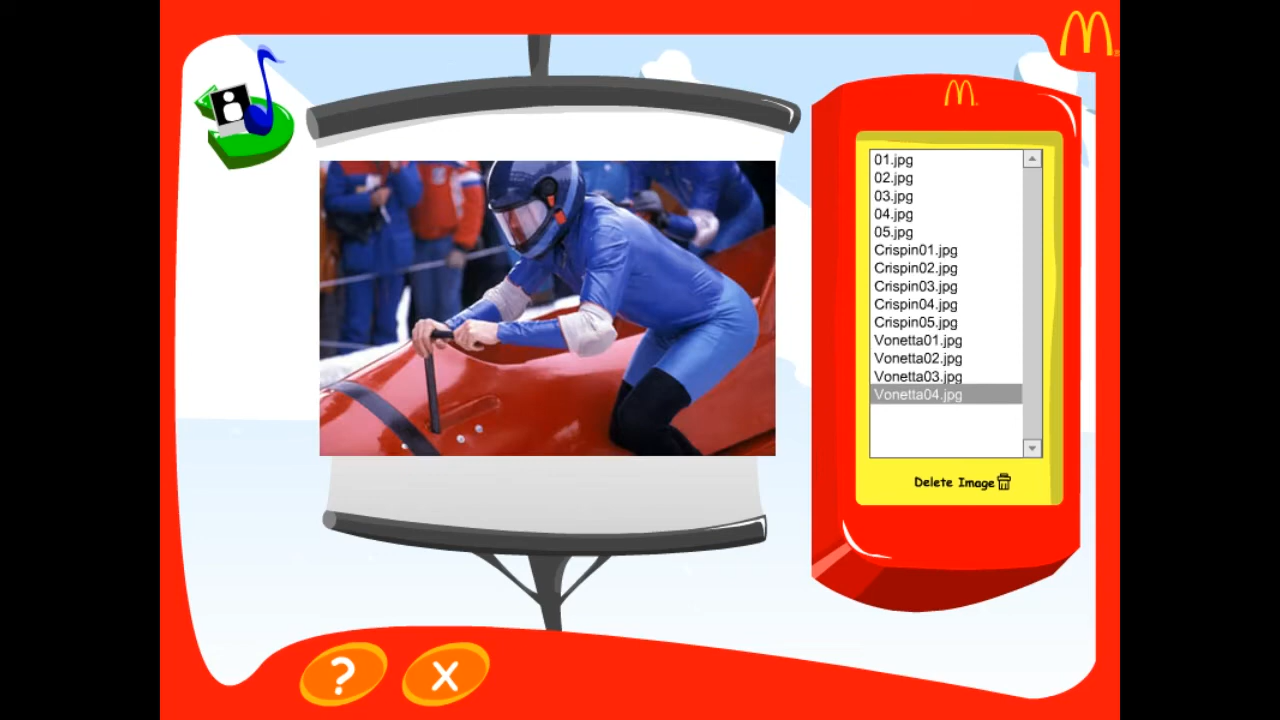 01.jpg
02.jpg
03.jpg
04.jpg
05.jpg
Crispin01.jpg
Crispin02.jpg
Crispin03.jpg
Crispin04.jpg
Crispin05.jpg
Vonetta01.jpg
Vonetta02.jpg
Vonetta03.jpg
Vonetta04.jpg
Delete Image
? X